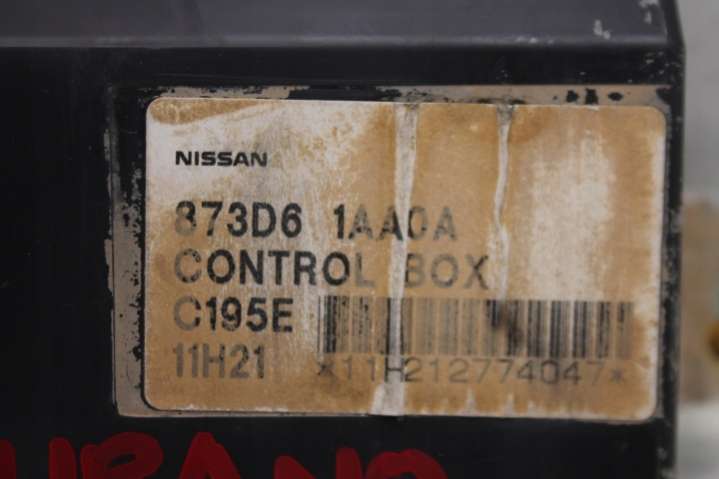 NISSAN
873D6 1AA0A
CONTROL BOX
C195E
11H21 *11H212774047*